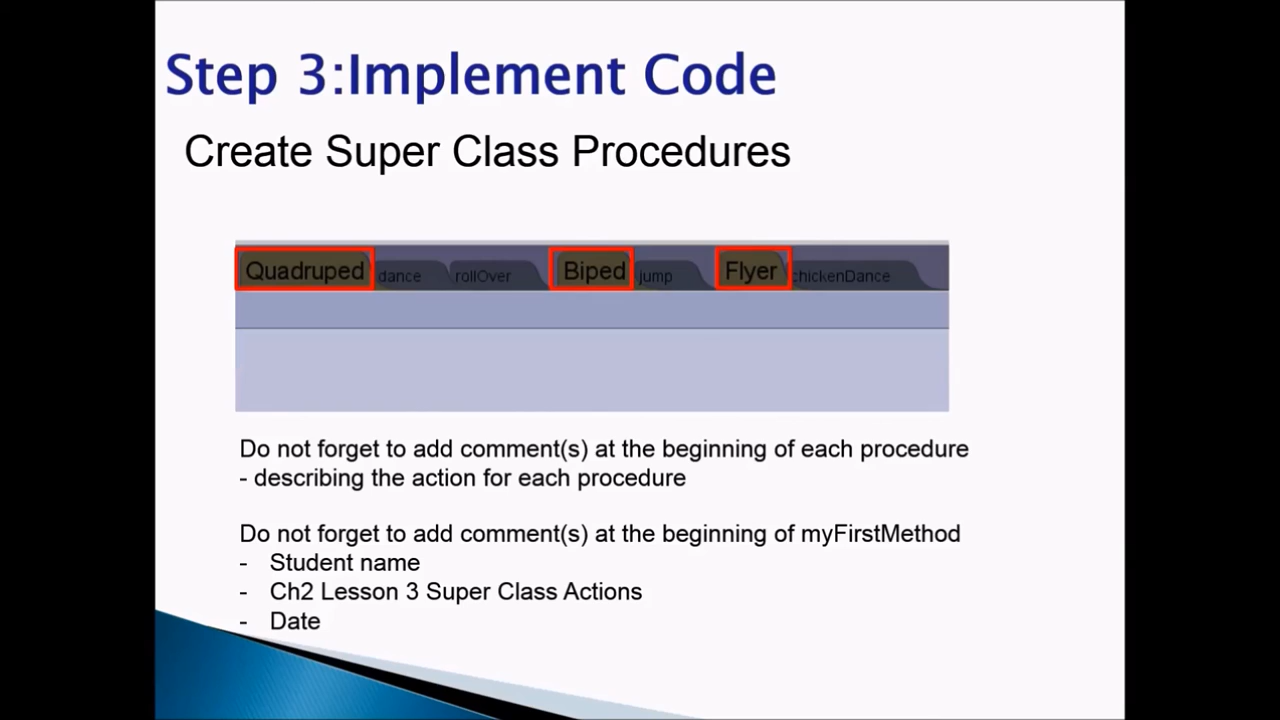 Step 3:Implement Code
Create Super Class Procedures
Quadruped dance rollOver Biped jump Flyer chickenDance
Do not forget to add comment(s) at the beginning of each procedure
- describing the action for each procedure
Do not forget to add comment(s) at the beginning of myFirstMethod
- Student name
- Ch2 Lesson 3 Super Class Actions
- Date